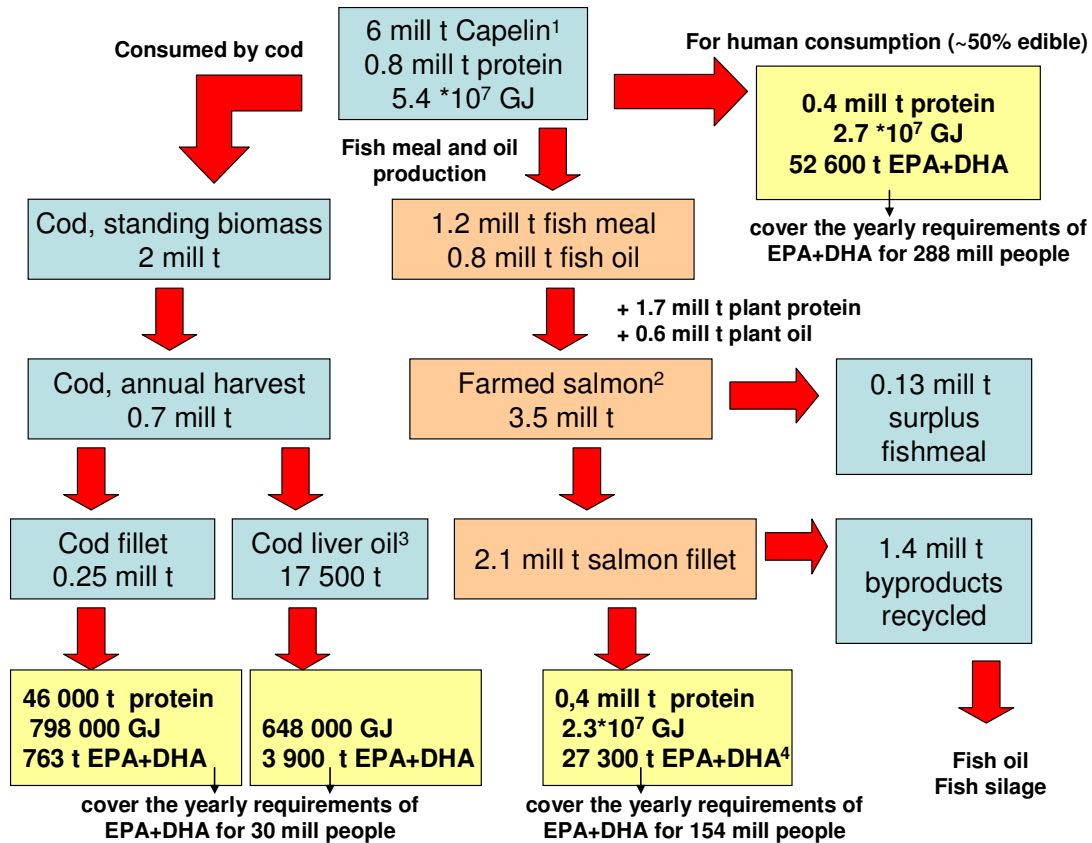 6 mill t Capelin¹
0.8 mill t protein
5.4 *10⁷ GJ
Consumed by cod
For human consumption (~50% edible)
0.4 mill t protein
2.7 *10⁷ GJ
52 600 t EPA+DHA
cover the yearly requirements of
EPA+DHA for 288 mill people
Fish meal and oil
production
Cod, standing biomass
2 mill t
1.2 mill t fish meal
0.8 mill t fish oil
+ 1.7 mill t plant protein
+ 0.6 mill t plant oil
Cod, annual harvest
0.7 mill t
Farmed salmon²
3.5 mill t
0.13 mill t
surplus
fishmeal
Cod fillet
0.25 mill t
Cod liver oil³
17 500 t
2.1 mill t salmon fillet
1.4 mill t
byproducts
recycled
46 000 t protein
798 000 GJ
763 t EPA+DHA
648 000 GJ
3 900 t EPA+DHA
cover the yearly requirements of
EPA+DHA for 30 mill people
0,4 mill t protein
2.3*10⁷ GJ
27 300 t EPA+DHA⁴
cover the yearly requirements of
EPA+DHA for 154 mill people
Fish oil
Fish silage